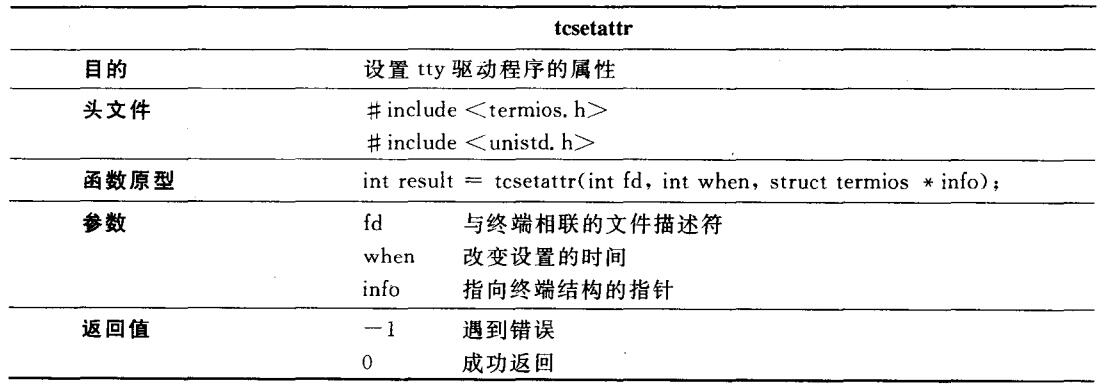 tcsetattr
目的 设置 tty 驱动程序的属性
头文件 # include <termios. h>
# include <unistd. h>
函数原型 int result = tcsetattr(int fd, int when, struct termios * info);
参数 fd 与终端相联的文件描述符
when 改变设置的时间
info 指向终端结构的指针
返回值 -1 遇到错误
0 成功返回